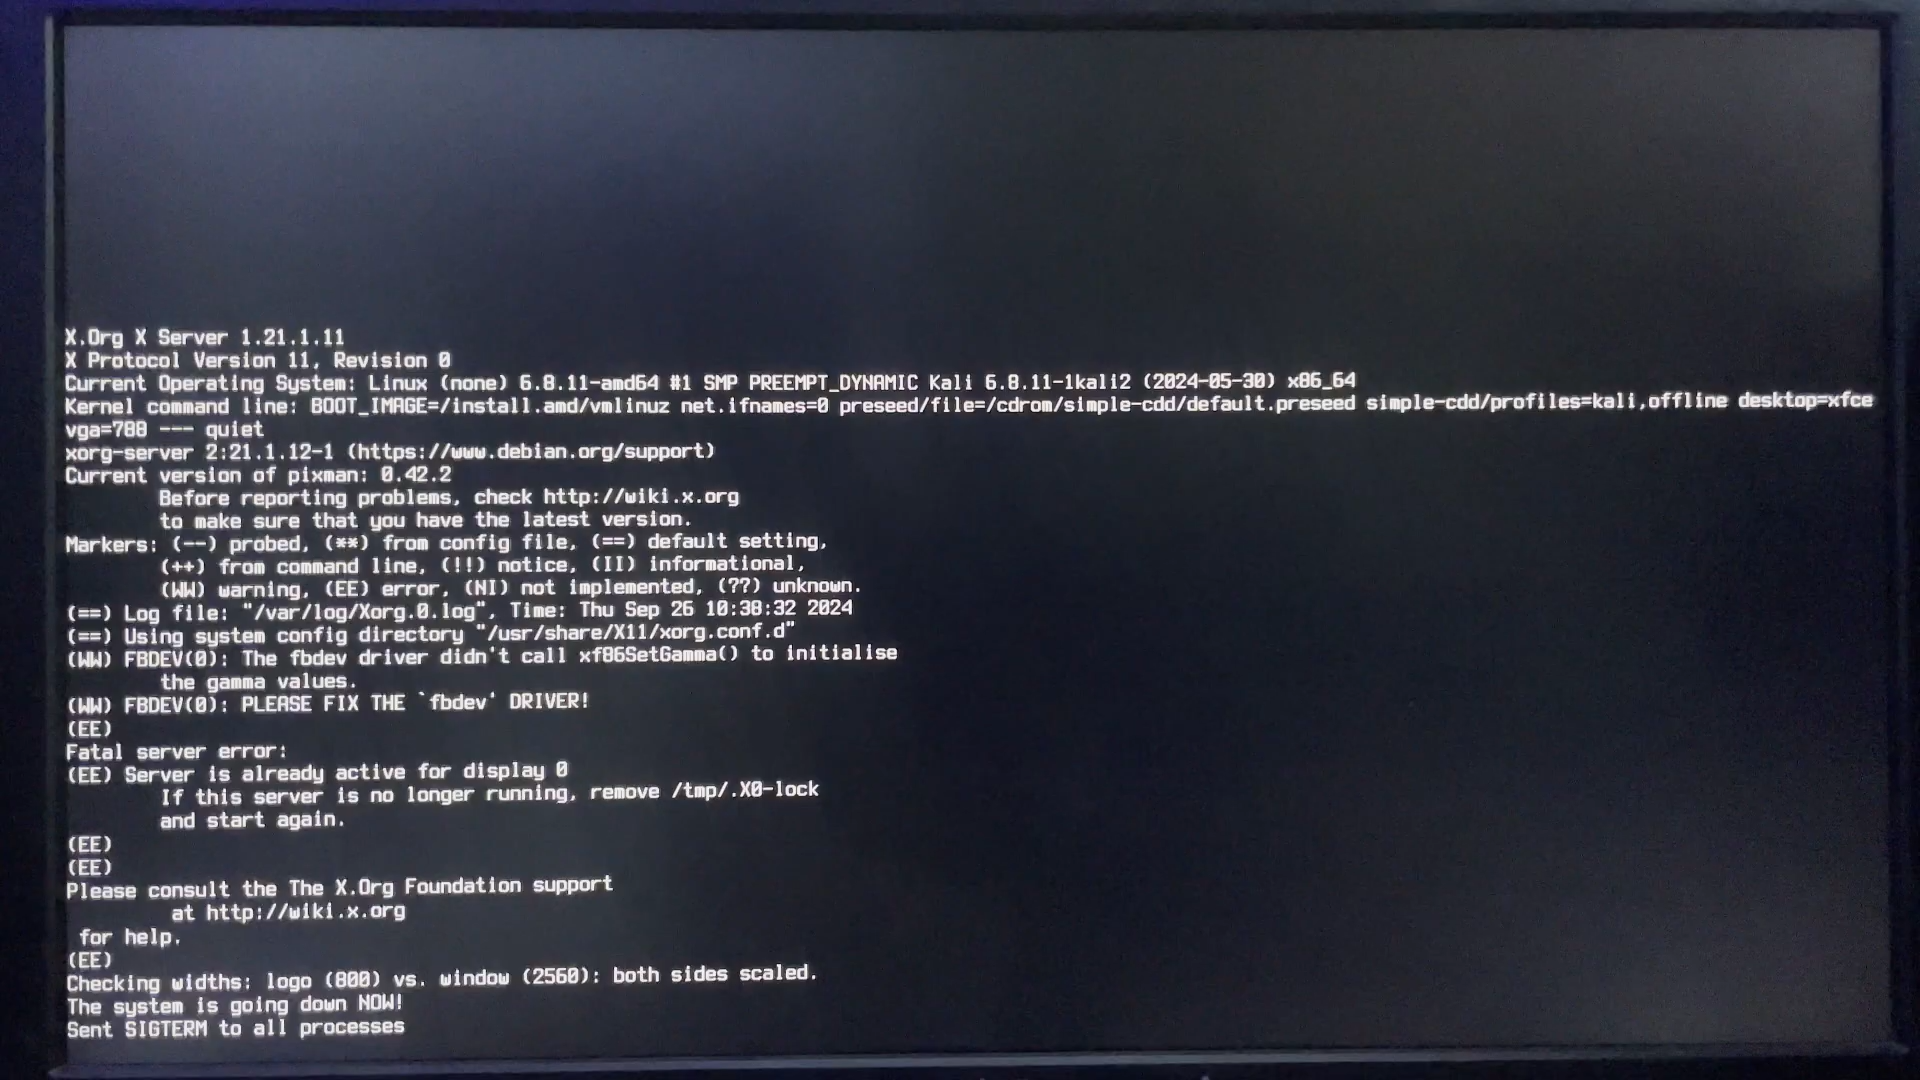 X.Org X Server 1.21.1.11
X Protocol Version 11, Revision 0
Current Operating System: Linux (none) 6.8.11-amd64 #1 SMP PREEMPT_DYNAMIC Kali 6.8.11-1kali2 (2024-05-30) x86_64
Kernel command line: BOOT_IMAGE=/install.amd/vmlinuz net.ifnames=0 preseed/file=/cdrom/simple-cdd/default.preseed simple-cdd/profiles=kali,offline desktop=xfce
vga=788 --- quiet
xorg-server 2:21.1.12-1 (https://www.debian.org/support)
Current version of pixman: 0.42.2
Before reporting problems, check http://wiki.x.org
to make sure that you have the latest version.
Markers: (--) probed, (**) from config file, (==) default setting,
(++) from command line, (!!) notice, (II) informational,
(WW) warning, (EE) error, (NI) not implemented, (??) unknown.
(==) Log file: "/var/log/Xorg.0.log", Time: Thu Sep 26 10:38:32 2024
(==) Using system config directory "/usr/share/X11/xorg.conf.d"
(WW) FBDEV(0): The fbdev driver didn't call xf86SetGamma() to initialise
the gamma values.
(WW) FBDEV(0): PLEASE FIX THE `fbdev' DRIVER!
(EE)
Fatal server error:
(EE) Server is already active for display 0
If this server is no longer running, remove /tmp/.X0-lock
and start again.
(EE)
(EE)
Please consult the The X.Org Foundation support
at http://wiki.x.org
for help.
(EE)
Checking widths: logo (800) vs. window (2560): both sides scaled.
The system is going down NOW!
Sent SIGTERM to all processes